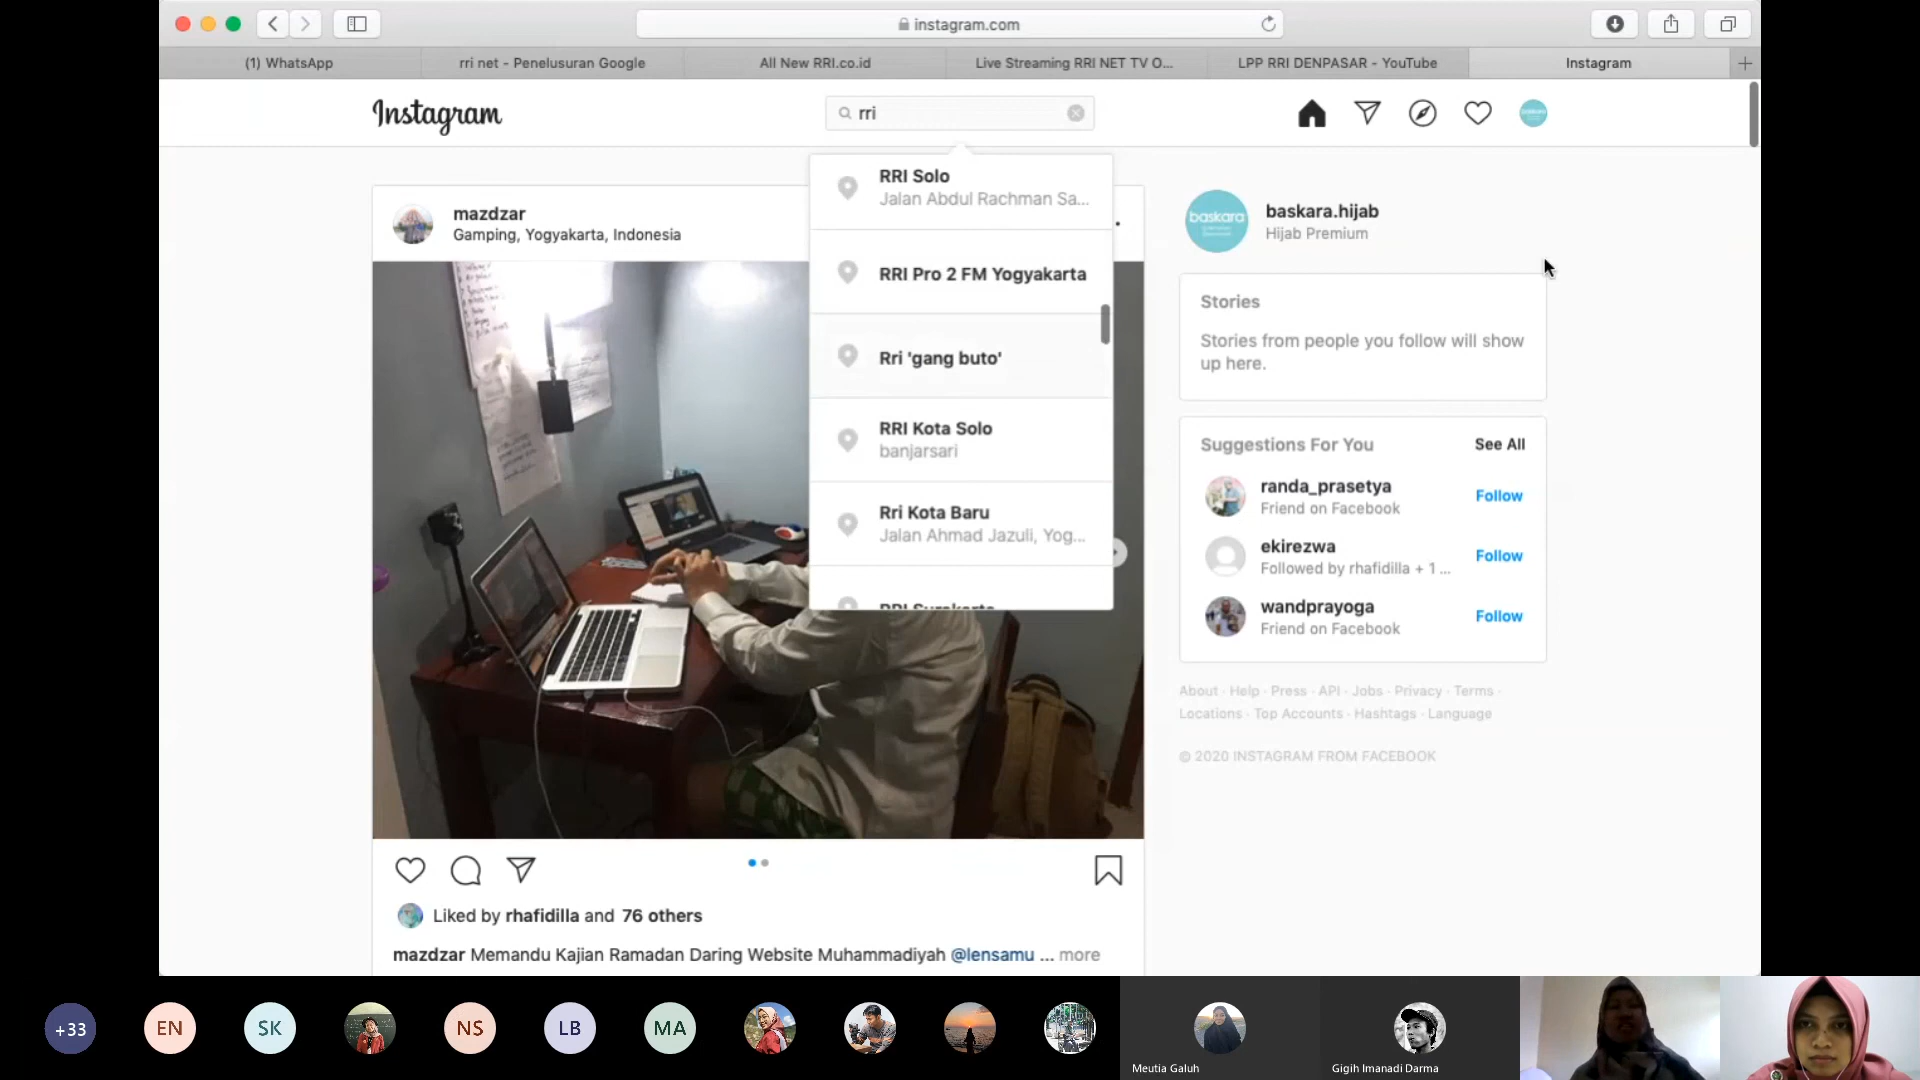 instagram.com
(1) WhatsApp
rri net - Penelusuran Google
All New RRI.co.id
Live Streaming RRI NET TV O...
LPP RRI DENPASAR - YouTube
Instagram
Instagram
rri
baskara
RRI Solo
Jalan Abdul Rachman Sa...
RRI Pro 2 FM Yogyakarta
Rri 'gang buto'
RRI Kota Solo
banjarsari
Rri Kota Baru
Jalan Ahmad Jazuli, Yog...
RRI Surakarta
mazdzar
Gamping, Yogyakarta, Indonesia
Liked by rhafidilla and 76 others
mazdzar Memandu Kajian Ramadan Daring Website Muhammadiyah @lensamu ... more
baskara
baskara.hijab
Hijab Premium
Stories
Stories from people you follow will show
up here.
Suggestions For You
See All
randa_prasetya
Friend on Facebook
Follow
ekirezwa
Followed by rhafidilla + 1 ...
Follow
wandprayoga
Friend on Facebook
Follow
About · Help · Press · API · Jobs · Privacy · Terms ·
Locations · Top Accounts · Hashtags · Language
© 2020 INSTAGRAM FROM FACEBOOK
+33
EN
SK
NS
LB
MA
Meutia Galuh
Gigih Imanadi Darma